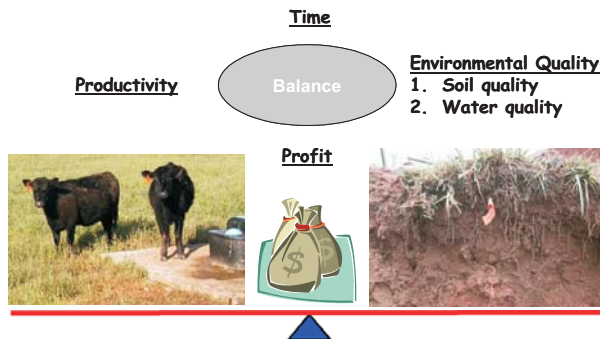 Time
Productivity
Balance
Environmental Quality
1. Soil quality
2. Water quality
Profit
$
$